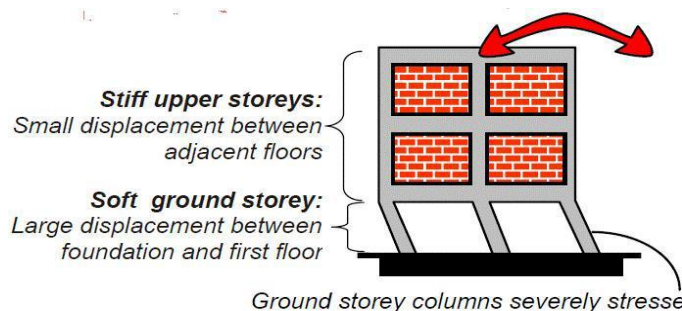 Stiff upper storeys:
Small displacement between
adjacent floors
Soft ground storey:
Large displacement between
foundation and first floor
Ground storey columns severely stresse